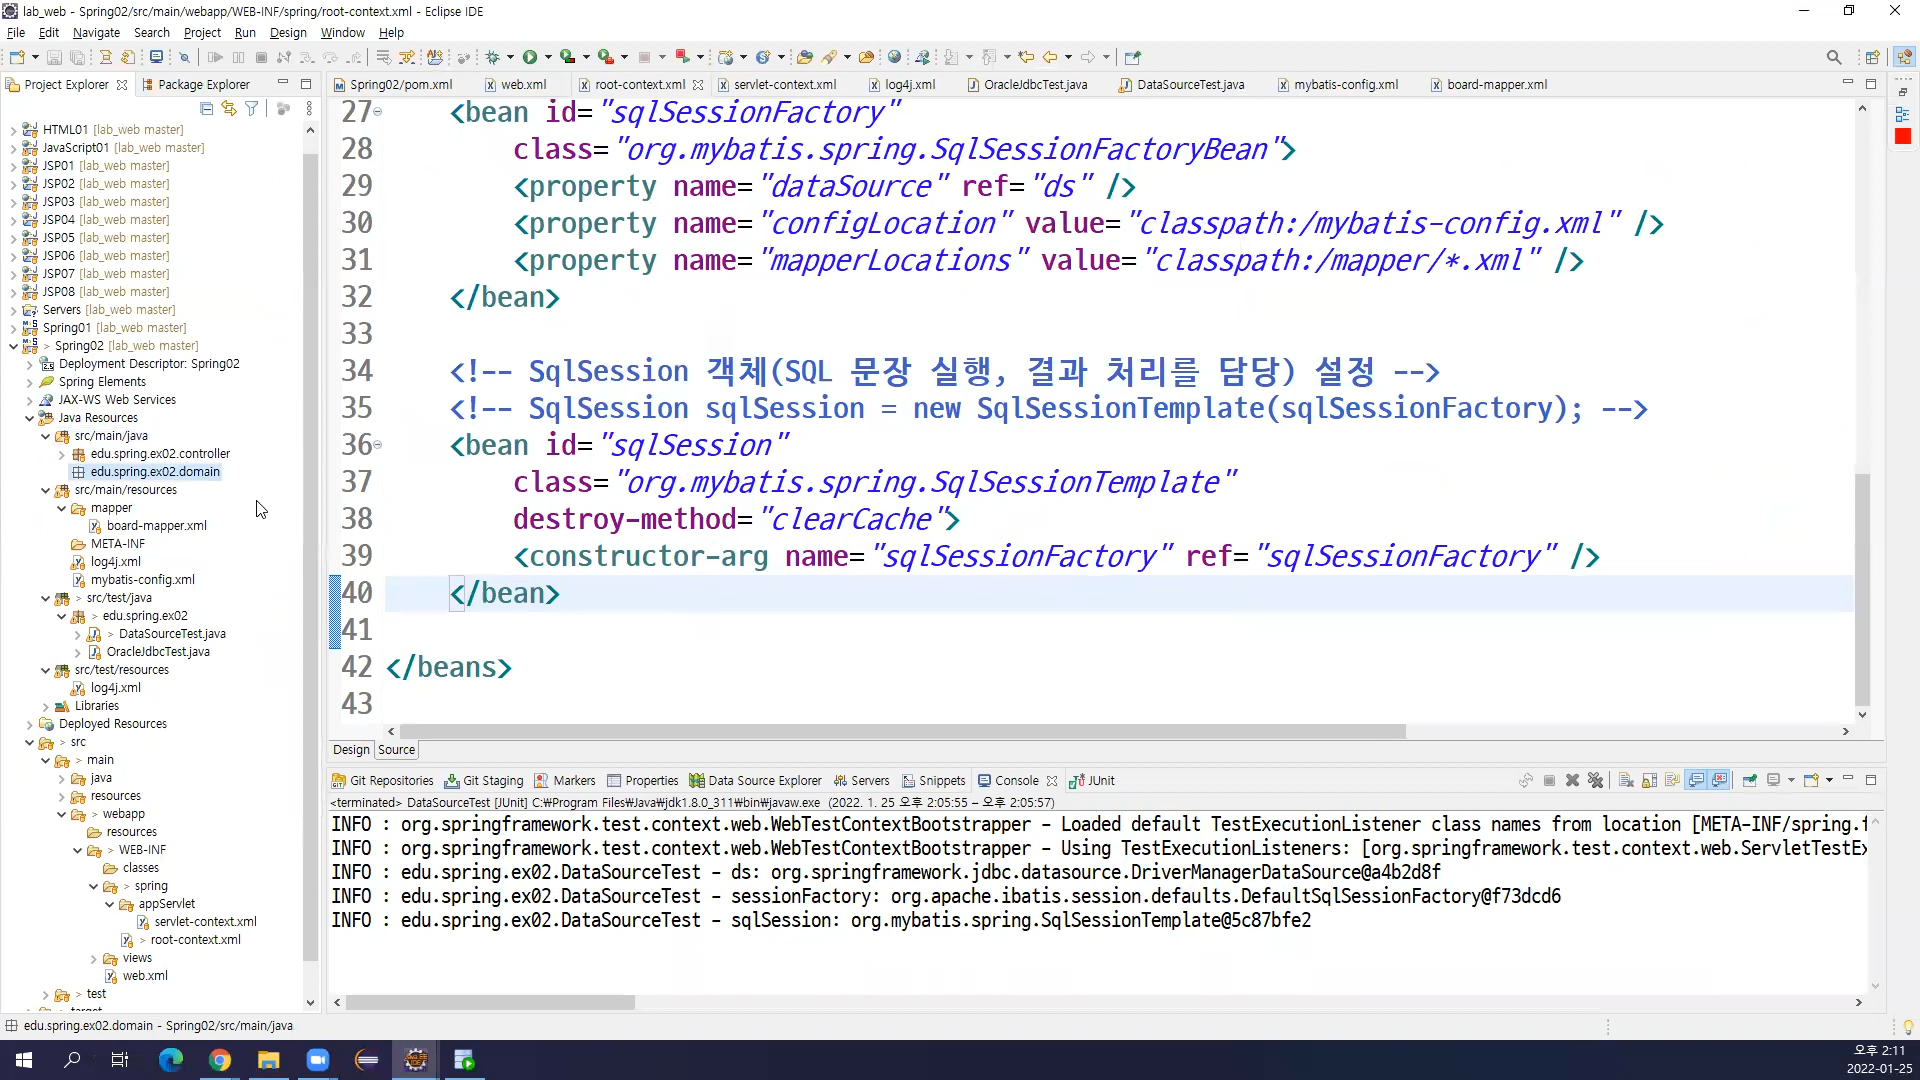 lab_web - Spring02/src/main/webapp/WEB-INF/spring/root-context.xml - Eclipse IDE
File Edit Navigate Search Project Run Design Window Help
Project Explorer Package Explorer
HTML01 [lab_web master]
JavaScript01 [lab_web master]
JSP01 [lab_web master]
JSP02 [lab_web master]
JSP03 [lab_web master]
JSP04 [lab_web master]
JSP05 [lab_web master]
JSP06 [lab_web master]
JSP07 [lab_web master]
JSP08 [lab_web master]
Servers [lab_web master]
Spring01 [lab_web master]
> Spring02 [lab_web master]
Deployment Descriptor: Spring02
Spring Elements
JAX-WS Web Services
Java Resources
src/main/java
edu.spring.ex02.controller
edu.spring.ex02.domain
src/main/resources
mapper
board-mapper.xml
META-INF
log4j.xml
mybatis-config.xml
> src/test/java
> edu.spring.ex02
> DataSourceTest.java
OracleJdbcTest.java
src/test/resources
log4j.xml
Libraries
Deployed Resources
> src
> main
java
resources
> webapp
resources
> WEB-INF
classes
> spring
appServlet
servlet-context.xml
> root-context.xml
views
web.xml
> test
Spring02/pom.xml web.xml root-context.xml servlet-context.xml log4j.xml OracleJdbcTest.java DataSourceTest.java mybatis-config.xml board-mapper.xml
27 <bean id="sqlSessionFactory"
28 class="org.mybatis.spring.SqlSessionFactoryBean">
29 <property name="dataSource" ref="ds" />
30 <property name="configLocation" value="classpath:/mybatis-config.xml" />
31 <property name="mapperLocations" value="classpath:/mapper/*.xml" />
32 </bean>
33
34 <!-- SqlSession 객체(SQL 문장 실행, 결과 처리를 담당) 설정 -->
35 <!-- SqlSession sqlSession = new SqlSessionTemplate(sqlSessionFactory); -->
36 <bean id="sqlSession"
37 class="org.mybatis.spring.SqlSessionTemplate"
38 destroy-method="clearCache">
39 <constructor-arg name="sqlSessionFactory" ref="sqlSessionFactory" />
40 </bean>
41
42 </beans>
43
Design Source
Git Repositories Git Staging Markers Properties Data Source Explorer Servers Snippets Console JUnit
<terminated> DataSourceTest [JUnit] C:₩Program Files₩Java₩jdk1.8.0_311₩bin₩javaw.exe (2022. 1. 25 오후 2:05:55 – 오후 2:05:57)
INFO : org.springframework.test.context.web.WebTestContextBootstrapper - Loaded default TestExecutionListener class names from location [META-INF/spring.f
INFO : org.springframework.test.context.web.WebTestContextBootstrapper - Using TestExecutionListeners: [org.springframework.test.context.web.ServletTestEx
INFO : edu.spring.ex02.DataSourceTest - ds: org.springframework.jdbc.datasource.DriverManagerDataSource@a4b2d8f
INFO : edu.spring.ex02.DataSourceTest - sessionFactory: org.apache.ibatis.session.defaults.DefaultSqlSessionFactory@f73dcd6
INFO : edu.spring.ex02.DataSourceTest - sqlSession: org.mybatis.spring.SqlSessionTemplate@5c87bfe2
edu.spring.ex02.domain - Spring02/src/main/java
오후 2:11
2022-01-25